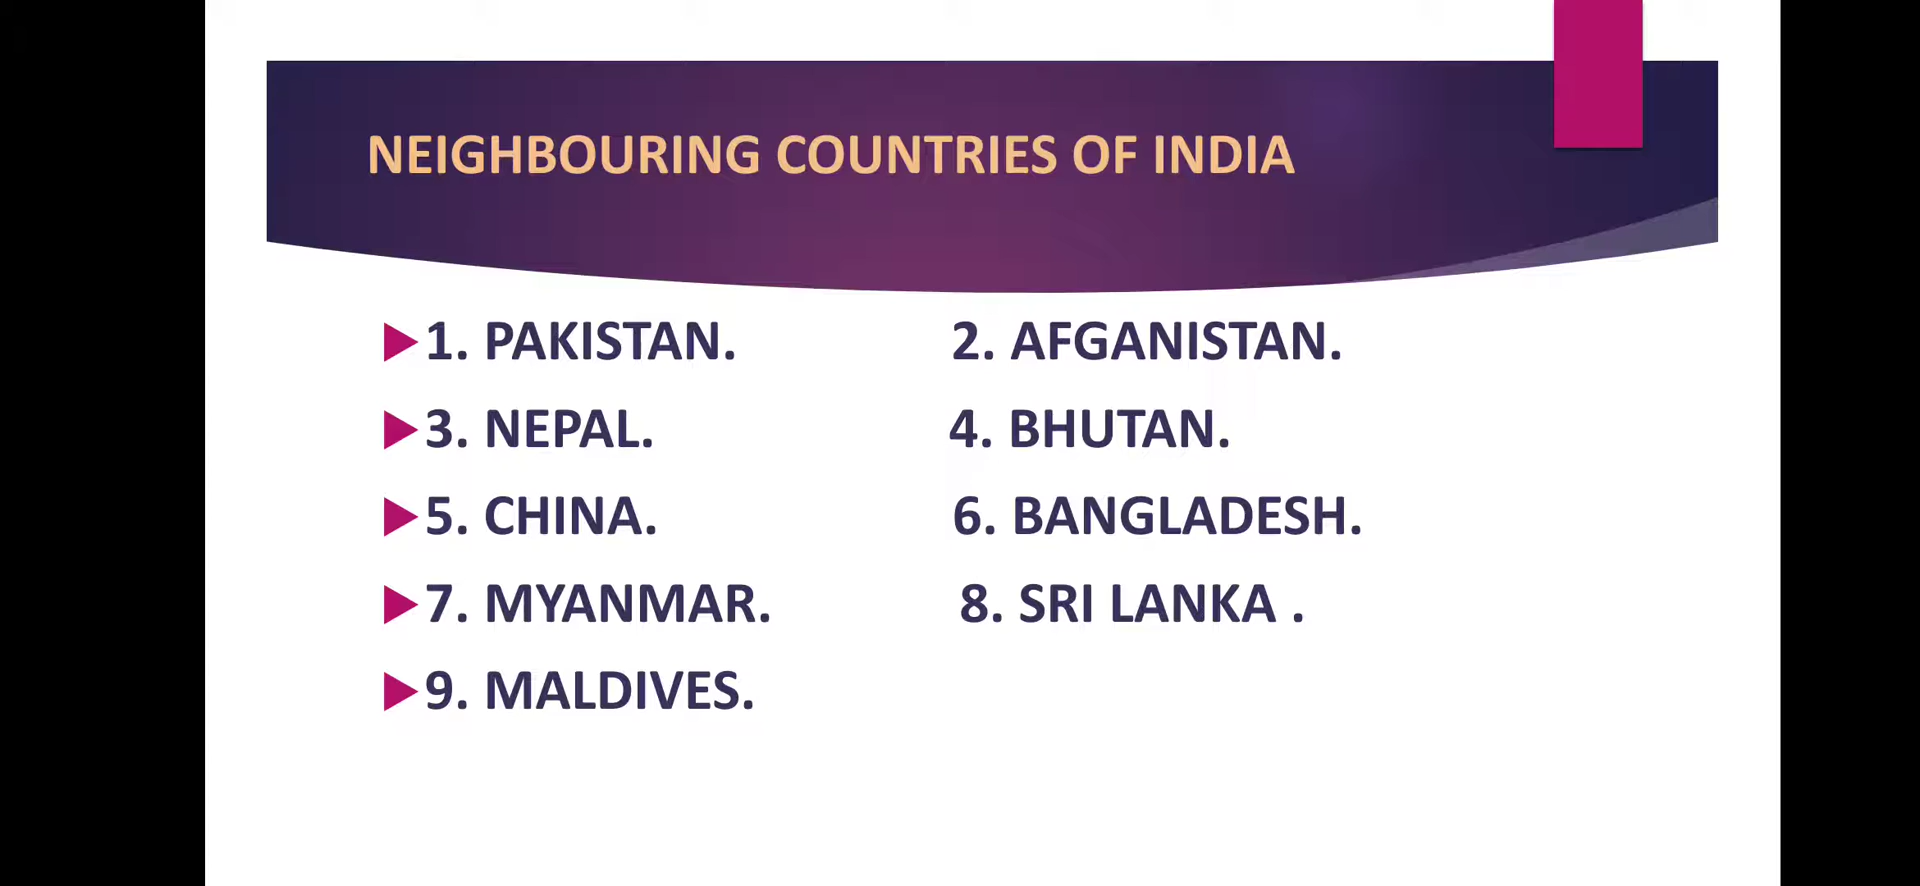 NEIGHBOURING COUNTRIES OF INDIA
1. PAKISTAN. 2. AFGANISTAN.
3. NEPAL. 4. BHUTAN.
5. CHINA. 6. BANGLADESH.
7. MYANMAR. 8. SRI LANKA .
9. MALDIVES.